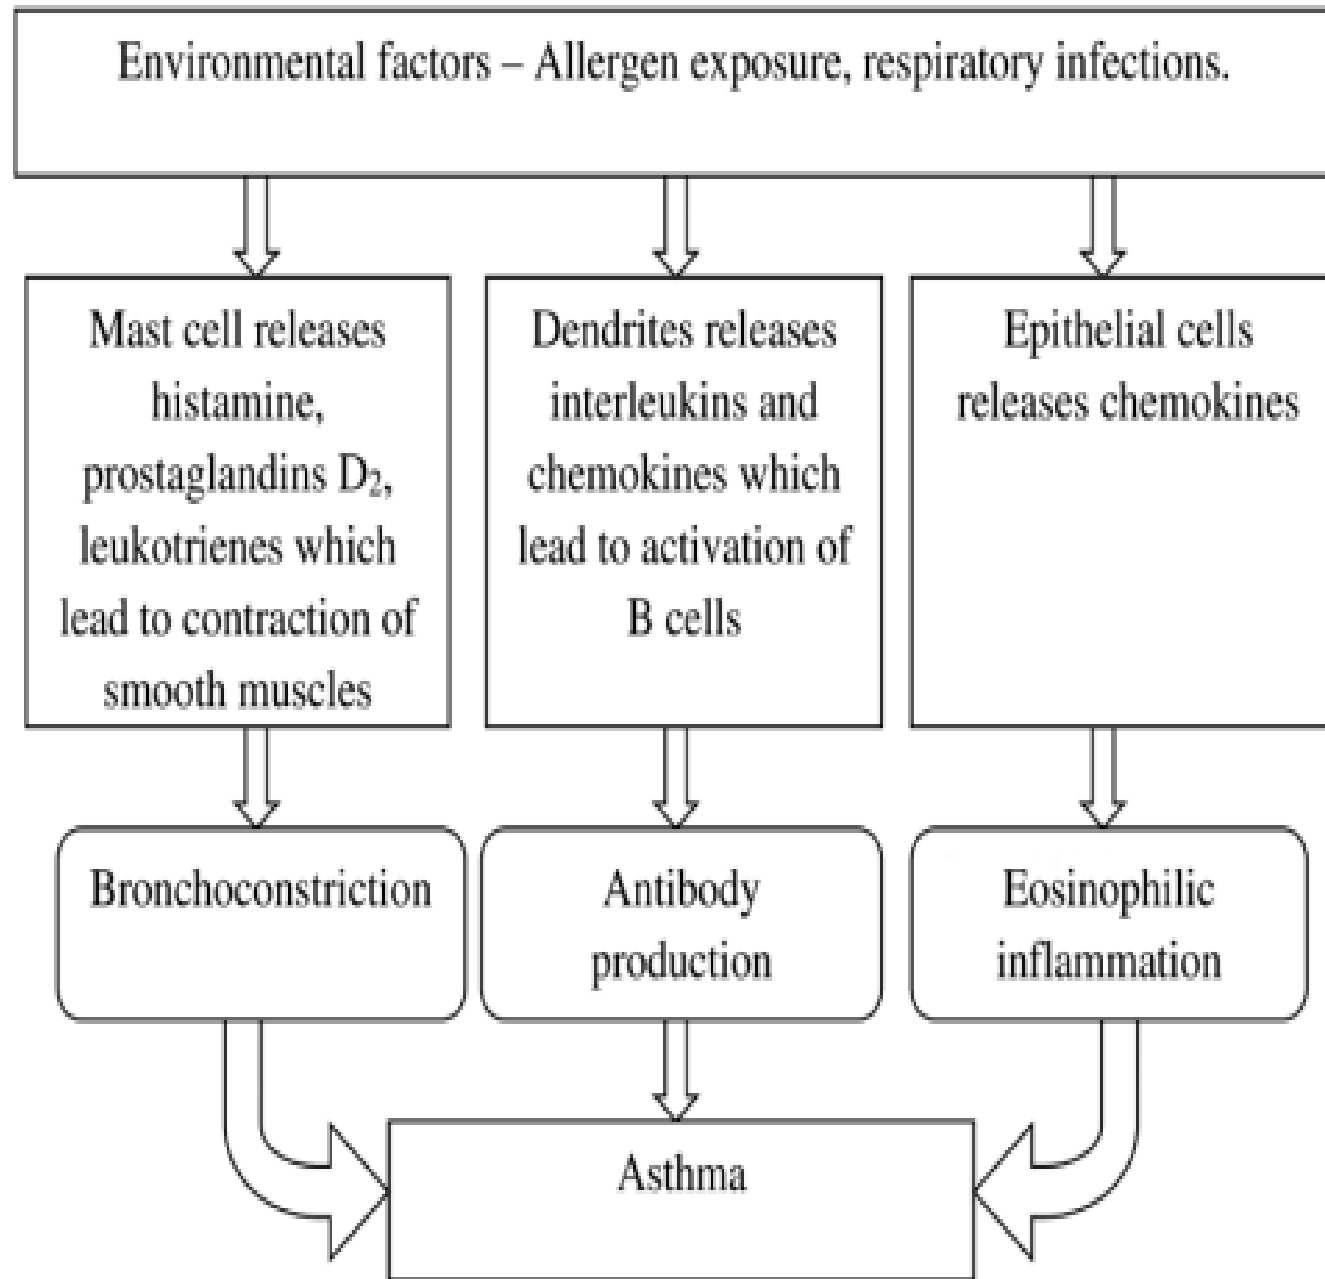 Environmental factors – Allergen exposure, respiratory infections.
Mast cell releases
histamine,
prostaglandins D₂,
leukotrienes which
lead to contraction of
smooth muscles
Dendrites releases
interleukins and
chemokines which
lead to activation of
B cells
Epithelial cells
releases chemokines
Bronchoconstriction
Antibody
production
Eosinophilic
inflammation
Asthma